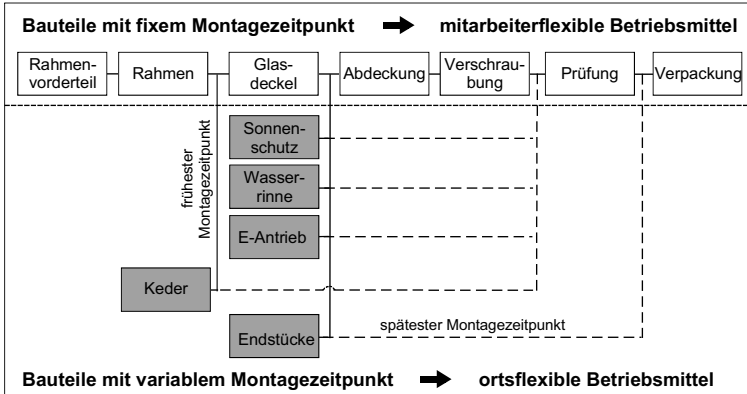 Bauteile mit fixem Montagezeitpunkt → mitarbeiterflexible Betriebsmittel
Rahmen-
vorderteil
Rahmen
Glas-
deckel
Abdeckung
Verschrau-
bung
Prüfung
Verpackung
frühester
Montagezeitpunkt
Sonnen-
schutz
Wasser-
rinne
E-Antrieb
Keder
Endstücke
spätester Montagezeitpunkt
Bauteile mit variablem Montagezeitpunkt → ortsflexible Betriebsmittel